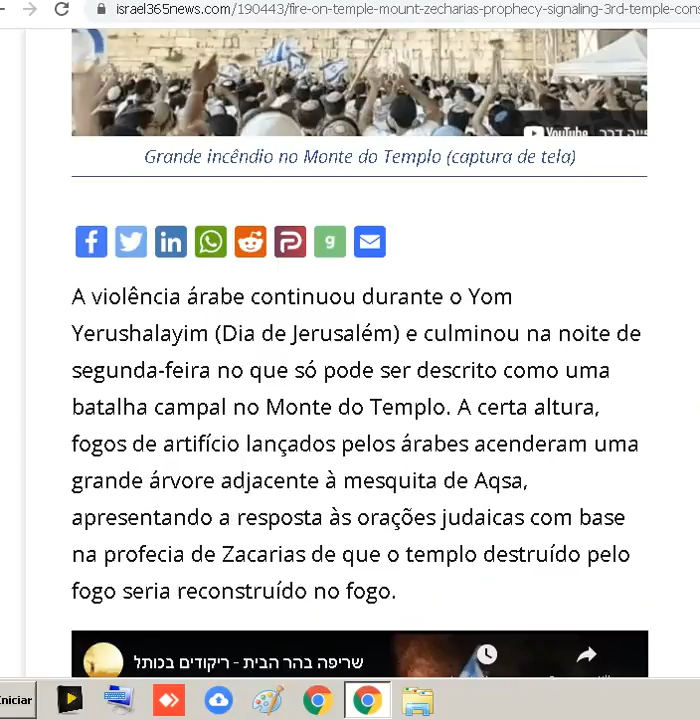 israel365news.com/190443/fire-on-temple-mount-zecharias-prophecy-signaling-3rd-temple-cons
YouTube
Grande incêndio no Monte do Templo (captura de tela)
A violência árabe continuou durante o Yom
Yerushalayim (Dia de Jerusalém) e culminou na noite de
segunda-feira no que só pode ser descrito como uma
batalha campal no Monte do Templo. A certa altura,
fogos de artifício lançados pelos árabes acenderam uma
grande árvore adjacente à mesquita de Aqsa,
apresentando a resposta às orações judaicas com base
na profecia de Zacarias de que o templo destruído pelo
fogo seria reconstruído no fogo.
שריפה בהר הבית - ריקודים בכותל
Iniciar